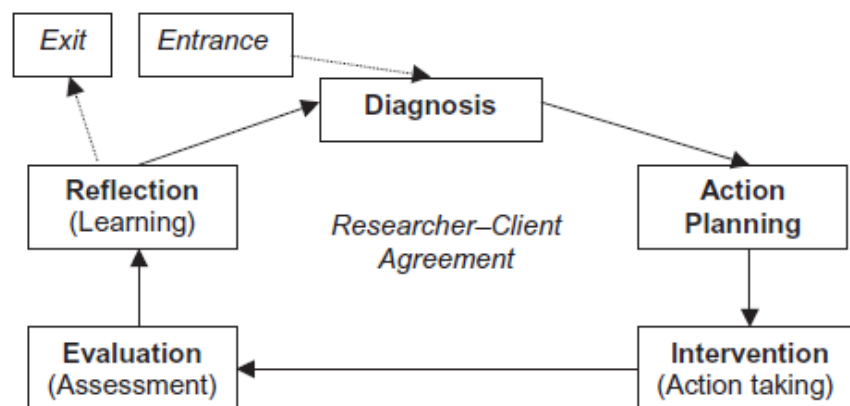 Exit
Entrance
Diagnosis
Reflection
(Learning)
Action
Planning
Researcher–Client
Agreement
Evaluation
(Assessment)
Intervention
(Action taking)